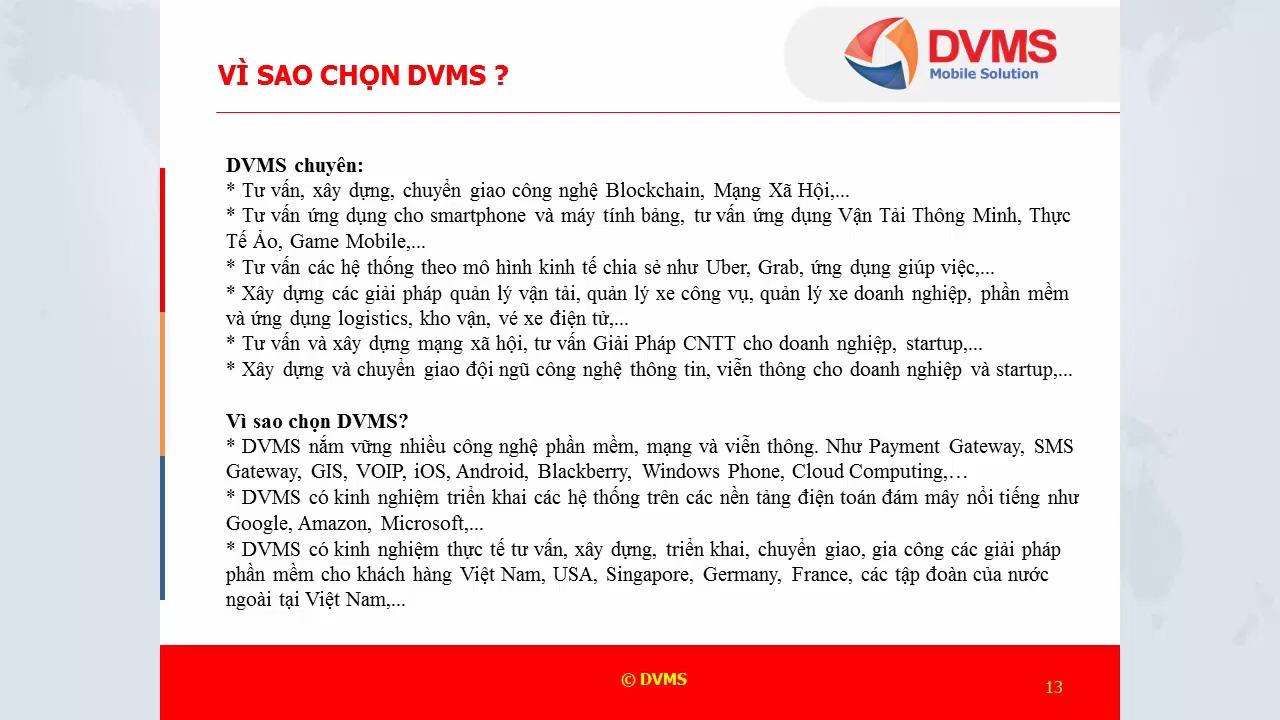 VÌ SAO CHỌN DVMS ?
DVMS
Mobile Solution
DVMS chuyên:
* Tư vấn, xây dựng, chuyển giao công nghệ Blockchain, Mạng Xã Hội,...
* Tư vấn ứng dụng cho smartphone và máy tính bảng, tư vấn ứng dụng Vận Tải Thông Minh, Thực
Tế Ảo, Game Mobile,...
* Tư vấn các hệ thống theo mô hình kinh tế chia sẻ như Uber, Grab, ứng dụng giúp việc,...
* Xây dựng các giải pháp quản lý vận tải, quản lý xe công vụ, quản lý xe doanh nghiệp, phần mềm
và ứng dụng logistics, kho vận, vé xe điện tử,...
* Tư vấn và xây dựng mạng xã hội, tư vấn Giải Pháp CNTT cho doanh nghiệp, startup,...
* Xây dựng và chuyển giao đội ngũ công nghệ thông tin, viễn thông cho doanh nghiệp và startup,...
Vì sao chọn DVMS?
* DVMS nắm vững nhiều công nghệ phần mềm, mạng và viễn thông. Như Payment Gateway, SMS
Gateway, GIS, VOIP, iOS, Android, Blackberry, Windows Phone, Cloud Computing,…
* DVMS có kinh nghiệm triển khai các hệ thống trên các nền tảng điện toán đám mây nổi tiếng như
Google, Amazon, Microsoft,...
* DVMS có kinh nghiệm thực tế tư vấn, xây dựng, triển khai, chuyển giao, gia công các giải pháp
phần mềm cho khách hàng Việt Nam, USA, Singapore, Germany, France, các tập đoàn của nước
ngoài tại Việt Nam,...
© DVMS
13